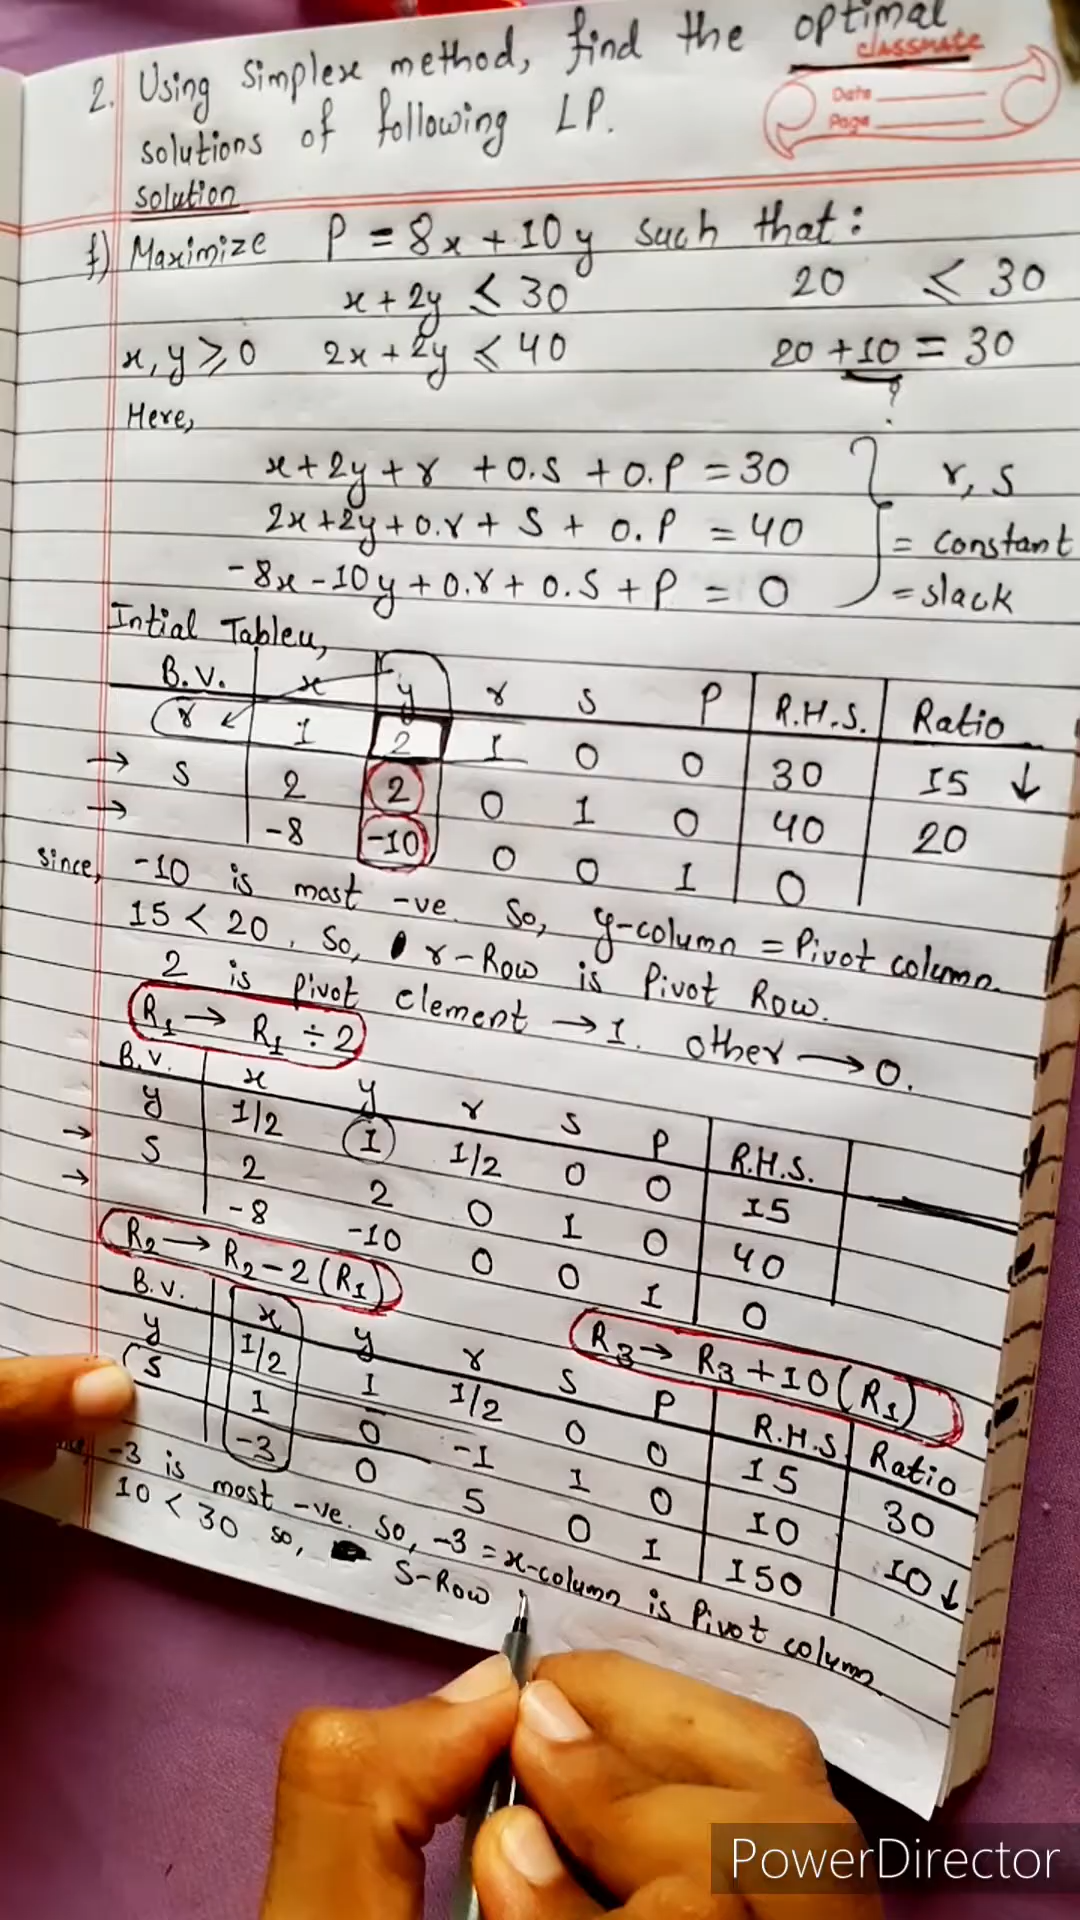 2. Using Simplex method, find the optimal
classmate
Date
Page
solutions of following LP.
Solution
f) Maximize P = 8x + 10y such that:
x + 2y ≤ 30 20 ≤ 30
x, y ≥ 0 2x + 2y ≤ 40 20 + 10 = 30
?
Here,
x + 2y + r + 0.s + 0.P = 30 } r, s
2x + 2y + 0.r + s + 0.P = 40 = constant
-8x - 10y + 0.r + 0.s + P = 0 = slack
Intial Tableu,
B.V. x y r s P R.H.S. Ratio
r 1 2 1 0 0 30 15 ↓
→ s 2 2 0 1 0 40 20
→ -8 -10 0 0 1 0
Since, -10 is most -ve. So, y-column = Pivot column.
15 < 20. So, r-Row is Pivot Row.
2 is pivot element → 1. other → 0.
R1 → R1 ÷ 2
B.V. x y r s P R.H.S.
y 1/2 1 1/2 0 0 15
→ s 2 2 0 1 0 40
→ -8 -10 0 0 1 0
R2 → R2 - 2(R1)
R3 → R3 + 10(R1)
B.V. x y r s P R.H.S Ratio
y 1/2 1 1/2 0 0 15 30
s 1 0 -1 1 0 10 10 ↓
-3 0 5 0 1 150
-3 is most -ve. So, -3 = x-column is Pivot column
10 < 30 so, S-Row
PowerDirector